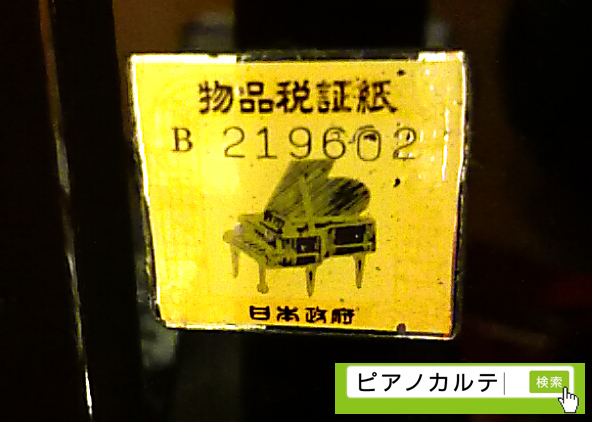 物品税証紙
B 219602
日本政府
ピアノカルテ
検索